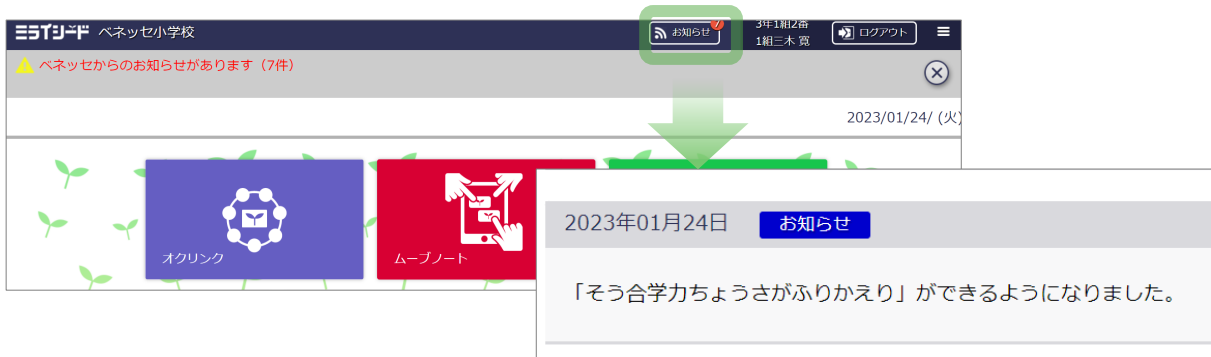 ミライシード ベネッセ小学校
お知らせ
7
3年1組2番
1組三木 寛
ログアウト
ベネッセからのお知らせがあります（7件）
2023/01/24/ (火)
オクリンク
ムーブノート
2023年01月24日 お知らせ
「そう合学力ちょうさがふりかえり」ができるようになりました。